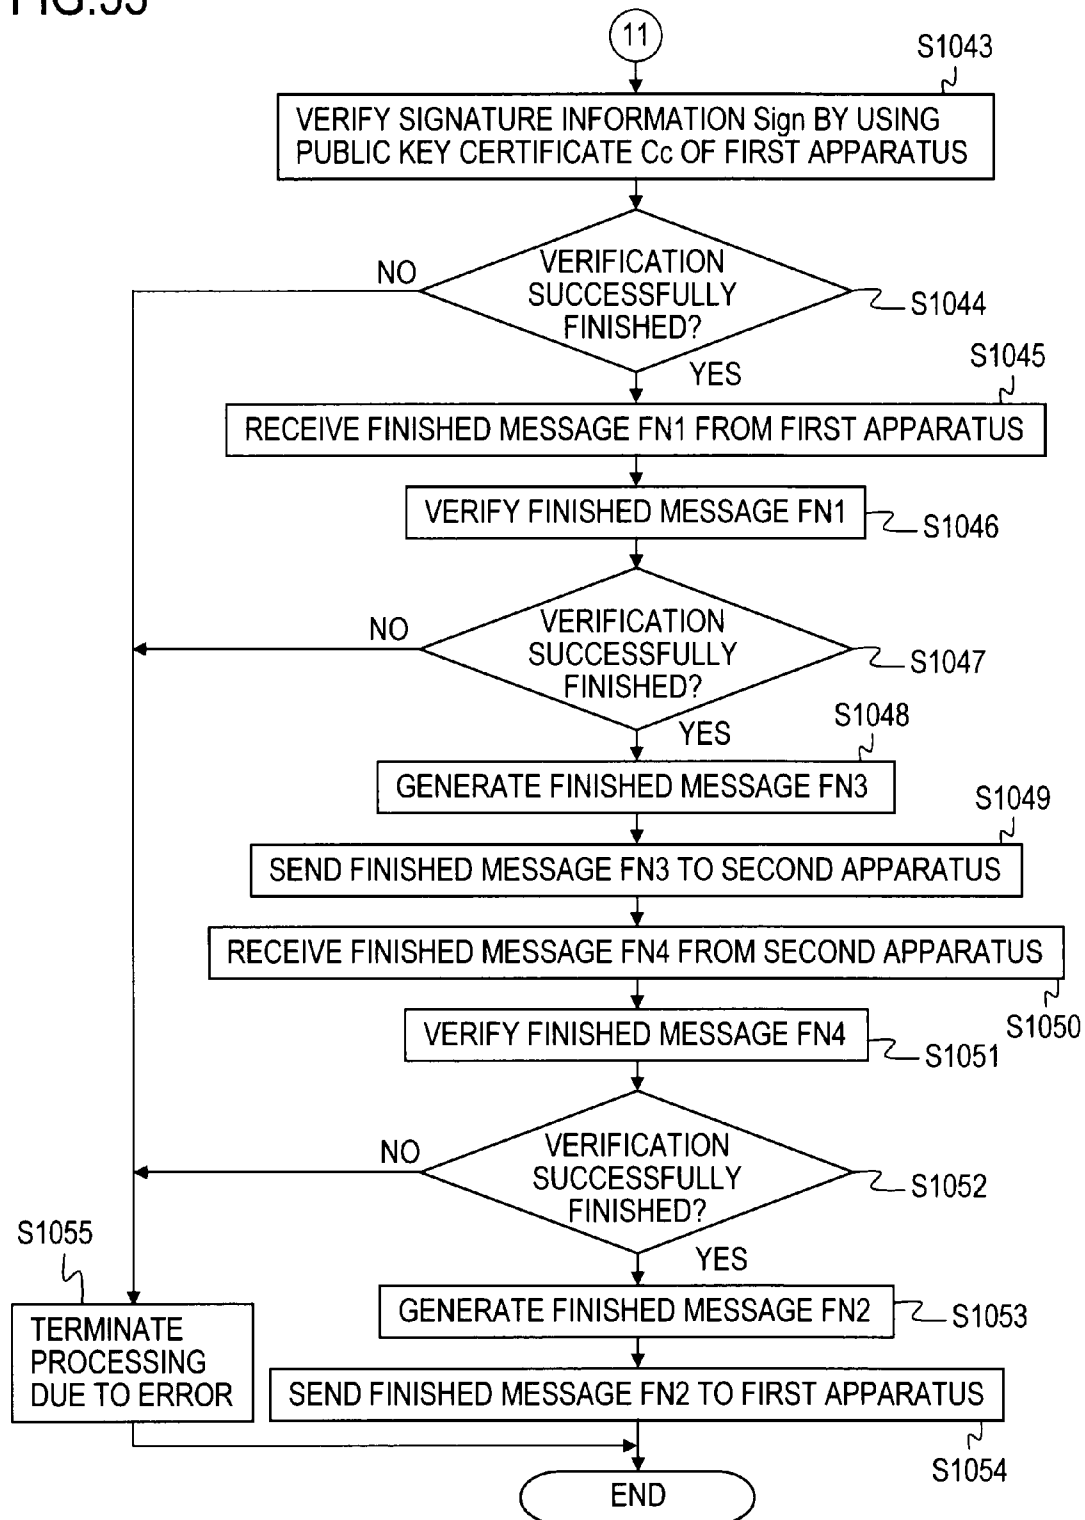 FIG.55
11
S1043
VERIFY SIGNATURE INFORMATION Sign BY USING
PUBLIC KEY CERTIFICATE Cc OF FIRST APPARATUS
NO
VERIFICATION
SUCCESSFULLY
FINISHED?
S1044
YES
S1045
RECEIVE FINISHED MESSAGE FN1 FROM FIRST APPARATUS
VERIFY FINISHED MESSAGE FN1
S1046
NO
VERIFICATION
SUCCESSFULLY
FINISHED?
S1047
YES
S1048
GENERATE FINISHED MESSAGE FN3
S1049
SEND FINISHED MESSAGE FN3 TO SECOND APPARATUS
RECEIVE FINISHED MESSAGE FN4 FROM SECOND APPARATUS
S1050
VERIFY FINISHED MESSAGE FN4
S1051
NO
VERIFICATION
SUCCESSFULLY
FINISHED?
S1052
YES
S1055
TERMINATE
PROCESSING
DUE TO ERROR
GENERATE FINISHED MESSAGE FN2
S1053
SEND FINISHED MESSAGE FN2 TO FIRST APPARATUS
S1054
END